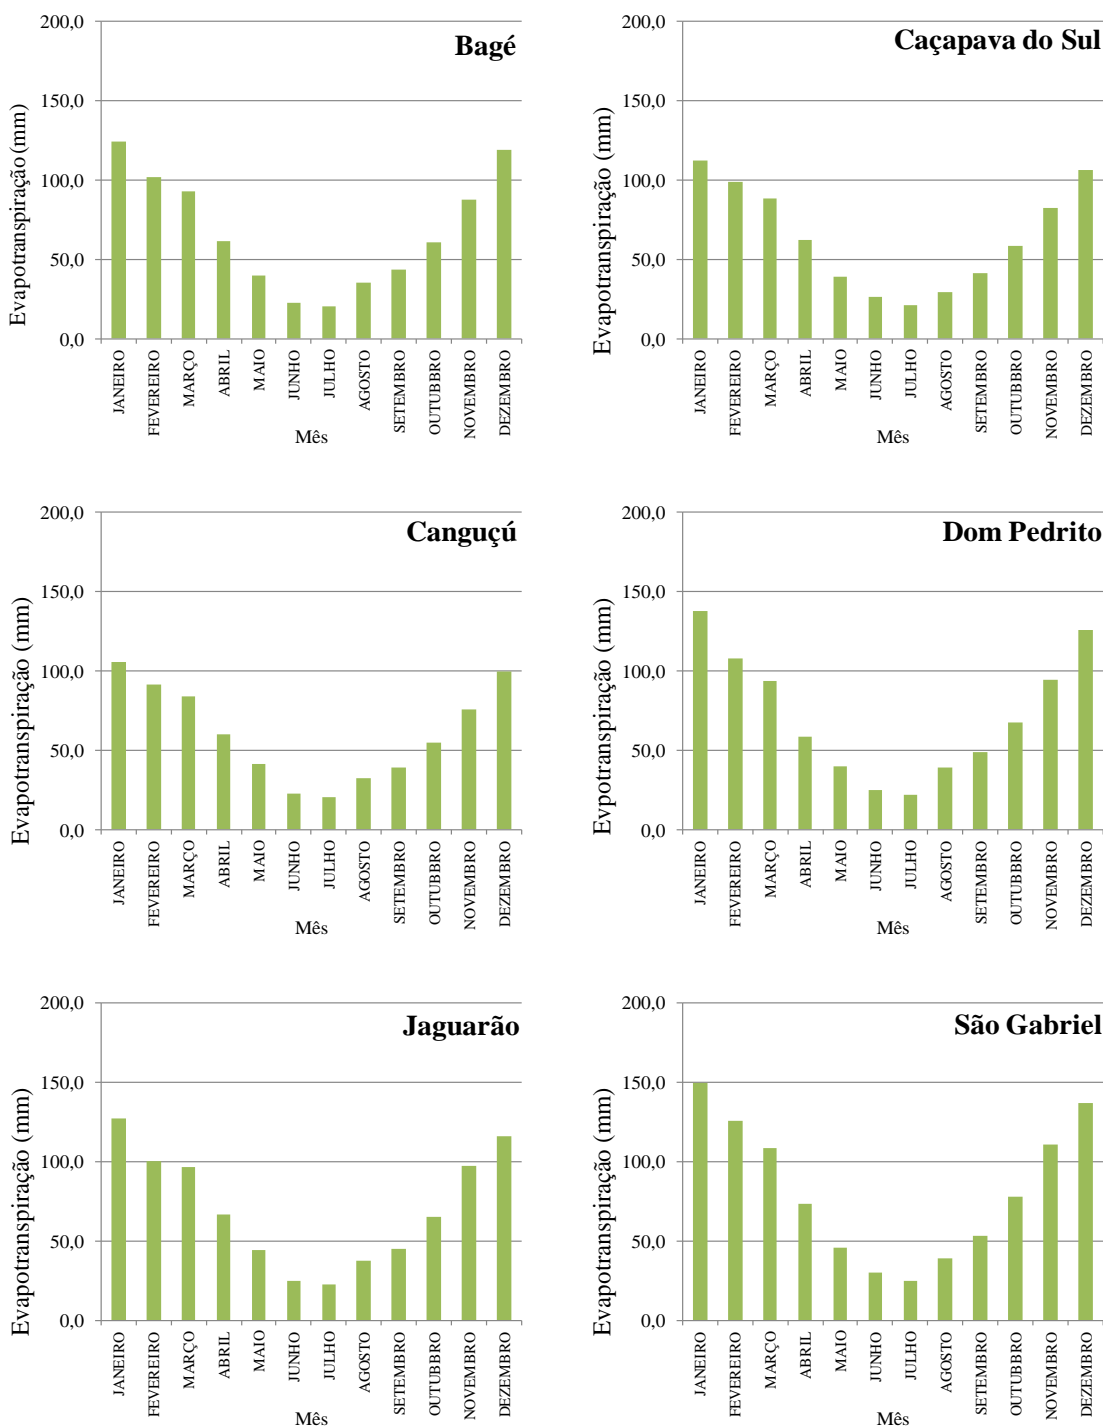 Bagé
Evapotranspiração (mm)
200,0
150,0
100,0
50,0
0,0
JANEIRO
FEVEREIRO
MARÇO
ABRIL
MAIO
JUNHO
JULHO
AGOSTO
SETEMBRO
OUTUBBRO
NOVEMBRO
DEZEMBRO
Mês
Caçapava do Sul
Evapotranspiração (mm)
200,0
150,0
100,0
50,0
0,0
JANEIRO
FEVEREIRO
MARÇO
ABRIL
MAIO
JUNHO
JULHO
AGOSTO
SETEMBRO
OUTUBBRO
NOVEMBRO
DEZEMBRO
Mês
Canguçú
Evapotranspiração (mm)
200,0
150,0
100,0
50,0
0,0
JANEIRO
FEVEREIRO
MARÇO
ABRIL
MAIO
JUNHO
JULHO
AGOSTO
SETEMBRO
OUTUBBRO
NOVEMBRO
DEZEMBRO
Mês
Dom Pedrito
Evpotranspiração (mm)
200,0
150,0
100,0
50,0
0,0
JANEIRO
FEVEREIRO
MARÇO
ABRIL
MAIO
JUNHO
JULHO
AGOSTO
SETEMBRO
OUTUBBRO
NOVEMBRO
DEZEMBRO
Mês
Jaguarão
Evapotranspiração (mm)
200,0
150,0
100,0
50,0
0,0
JANEIRO
FEVEREIRO
MARÇO
ABRIL
MAIO
JUNHO
JULHO
AGOSTO
SETEMBRO
OUTUBBRO
NOVEMBRO
DEZEMBRO
Mês
São Gabriel
Evapotranspiração (mm)
200,0
150,0
100,0
50,0
0,0
JANEIRO
FEVEREIRO
MARÇO
ABRIL
MAIO
JUNHO
JULHO
AGOSTO
SETEMBRO
OUTUBBRO
NOVEMBRO
DEZEMBRO
Mês